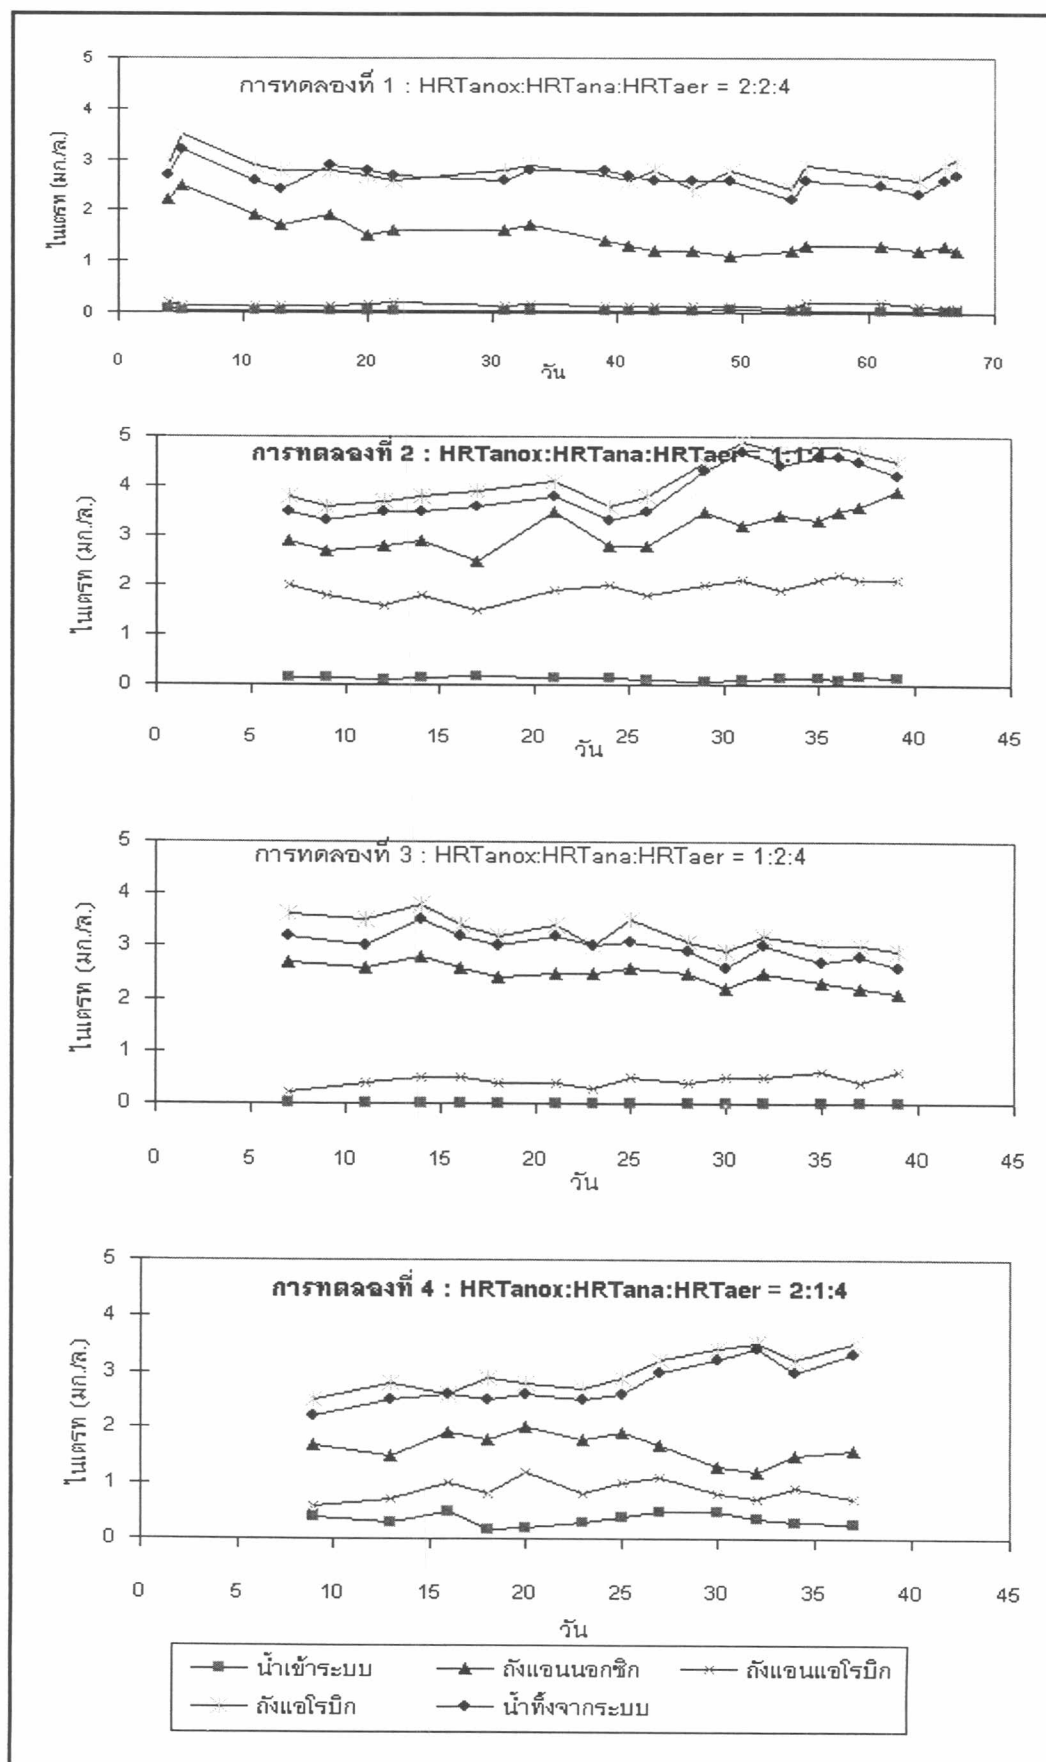 การทดลองที่ 1 : HRTanox:HRTana:HRTaer = 2:2:4
ไนเตรท (มก./ล.)
5
4
3
2
1
0
0 10 20 30 40 50 60 70
วัน
การทดลองที่ 2 : HRTanox:HRTana:HRTaer = 1:1:4
ไนเตรท (มก./ล.)
5
4
3
2
1
0
0 5 10 15 20 25 30 35 40 45
วัน
การทดลองที่ 3 : HRTanox:HRTana:HRTaer = 1:2:4
ไนเตรท (มก./ล.)
5
4
3
2
1
0
0 5 10 15 20 25 30 35 40 45
วัน
การทดลองที่ 4 : HRTanox:HRTana:HRTaer = 2:1:4
ไนเตรท (มก./ล.)
5
4
3
2
1
0
0 5 10 15 20 25 30 35 40 45
วัน
น้ำเข้าระบบ ถังแอนนอกซิก ถังแอนแอโรบิก
ถังแอโรบิก น้ำทิ้งจากระบบ